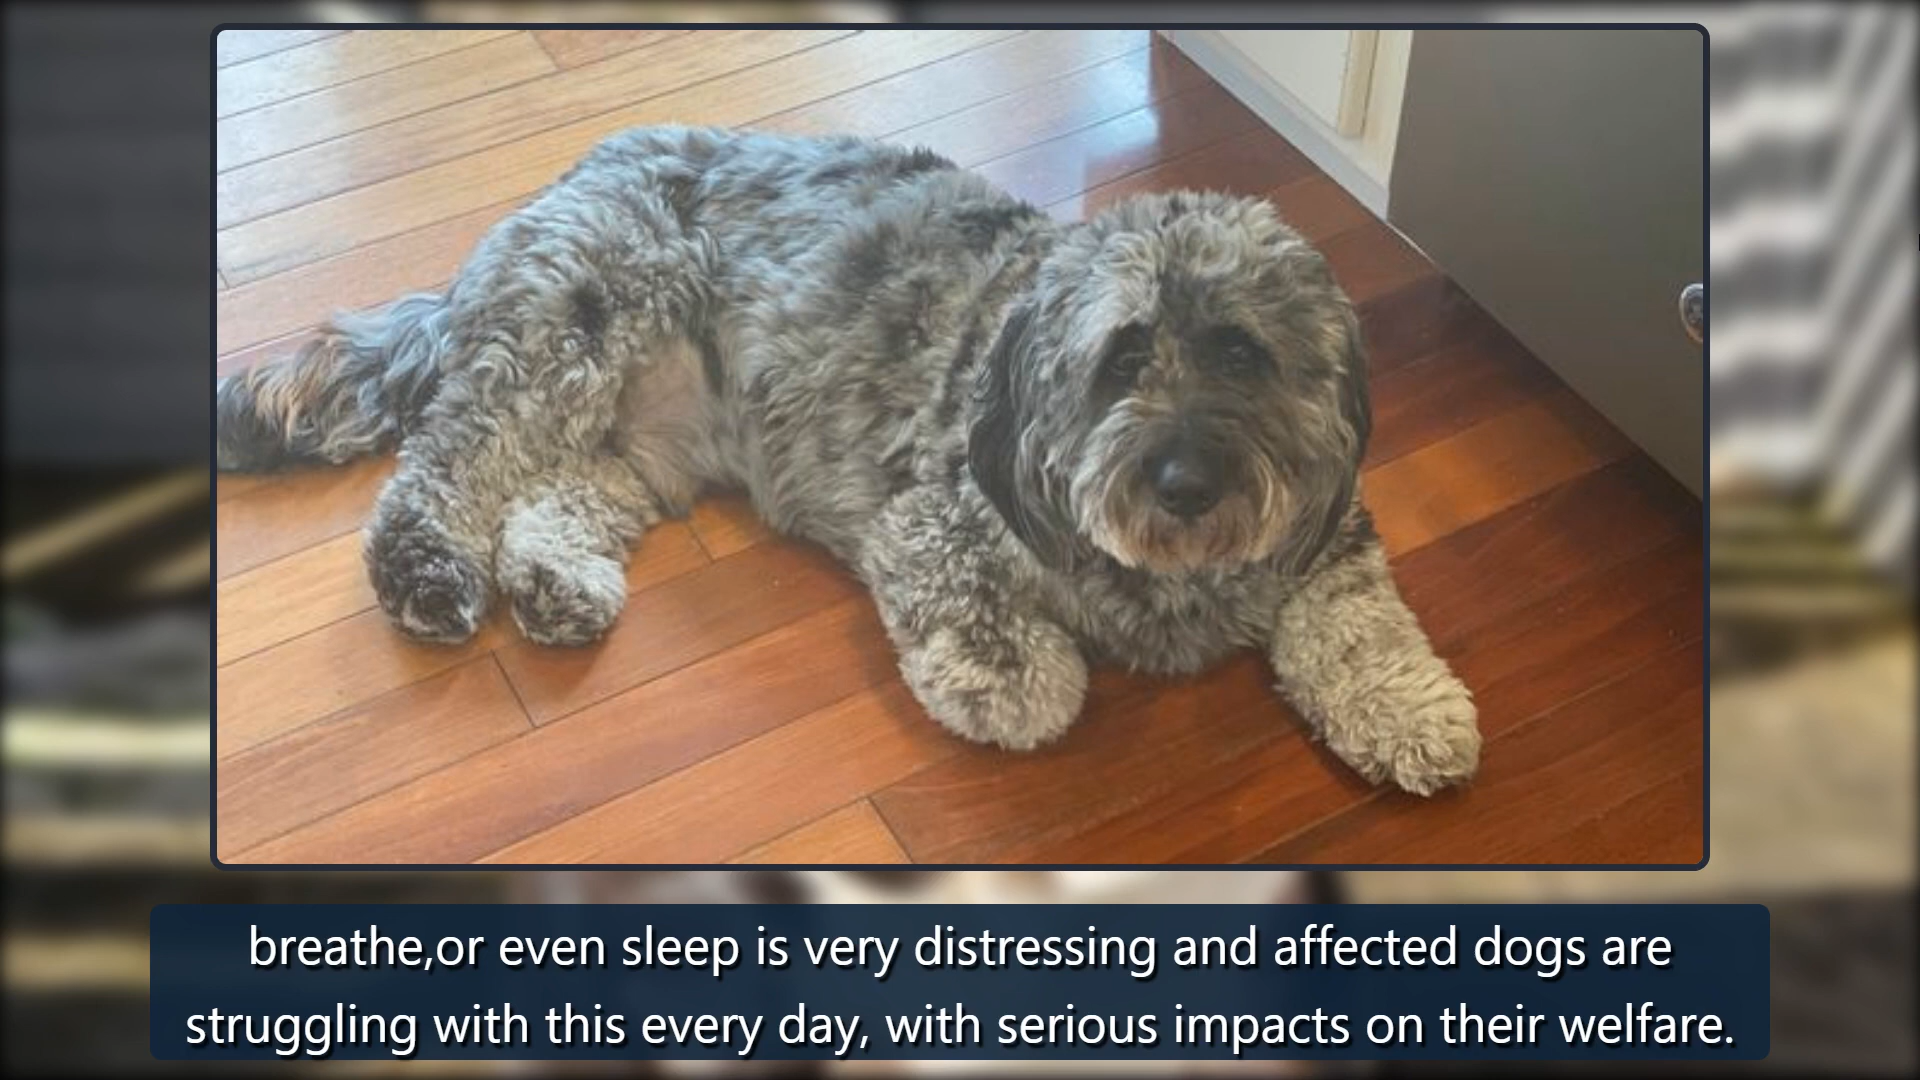 breathe,or even sleep is very distressing and affected dogs are
struggling with this every day, with serious impacts on their welfare.